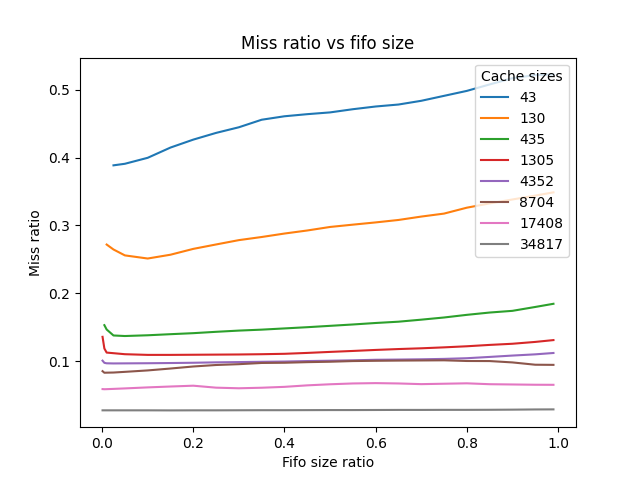 Miss ratio vs fifo size
Cache sizes
43
130
435
1305
4352
8704
17408
34817
0.5
0.4
0.3
0.2
0.1
Miss ratio
0.0 0.2 0.4 0.6 0.8 1.0
Fifo size ratio